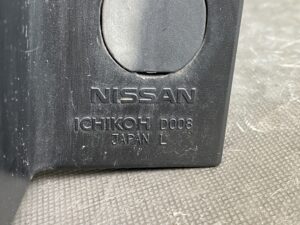 NISSAN
ICHIKOH D008
JAPAN L